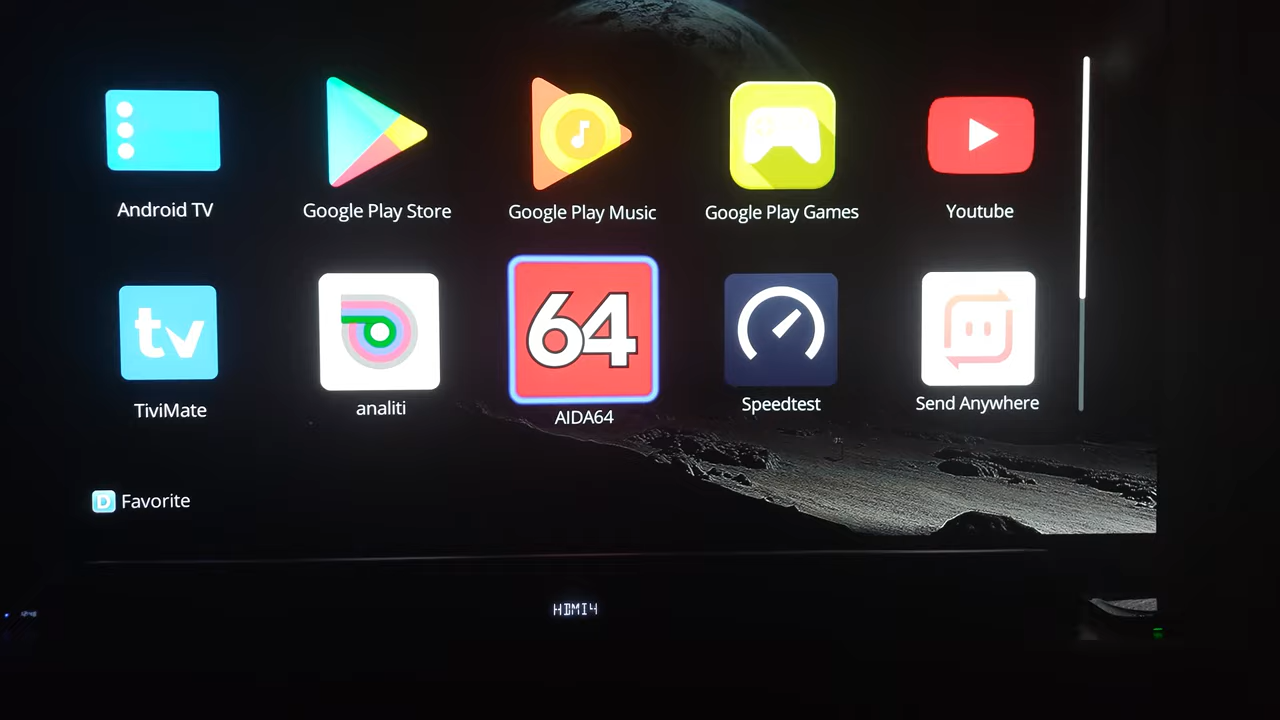 Android TV
Google Play Store
Google Play Music
Google Play Games
Youtube
tv
64
TiviMate
analiti
AIDA64
Speedtest
Send Anywhere
D Favorite
HDMI4